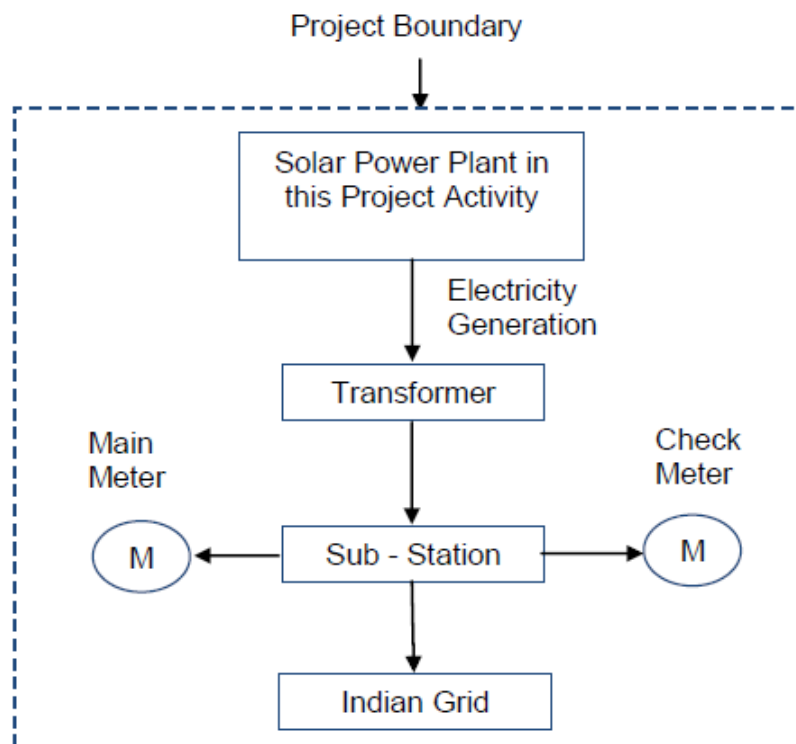 Project Boundary
Solar Power Plant in
this Project Activity
Electricity
Generation
Transformer
Main
Meter
Check
Meter
M
Sub - Station
M
Indian Grid